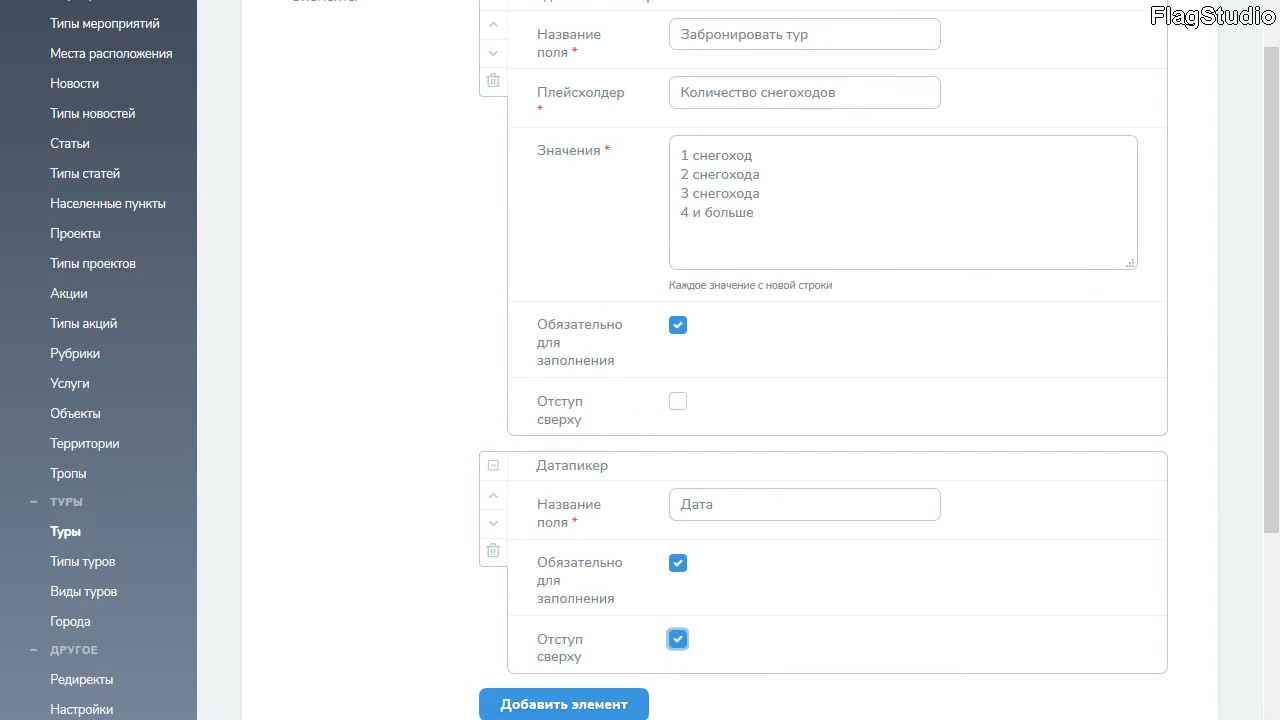 FlagStudio
Типы мероприятий
Места расположения
Новости
Типы новостей
Статьи
Типы статей
Населенные пункты
Проекты
Типы проектов
Акции
Типы акций
Рубрики
Услуги
Объекты
Территории
Тропы
ТУРЫ
Туры
Типы туров
Виды туров
Города
ДРУГОЕ
Редиректы
Настройки
Название
поля *
Забронировать тур
Плейсхолдер
*
Количество снегоходов
Значения *
1 снегоход
2 снегохода
3 снегохода
4 и больше
Каждое значение с новой строки
Обязательно
для
заполнения
Отступ
сверху
Датапикер
Название
поля *
Дата
Обязательно
для
заполнения
Отступ
сверху
Добавить элемент